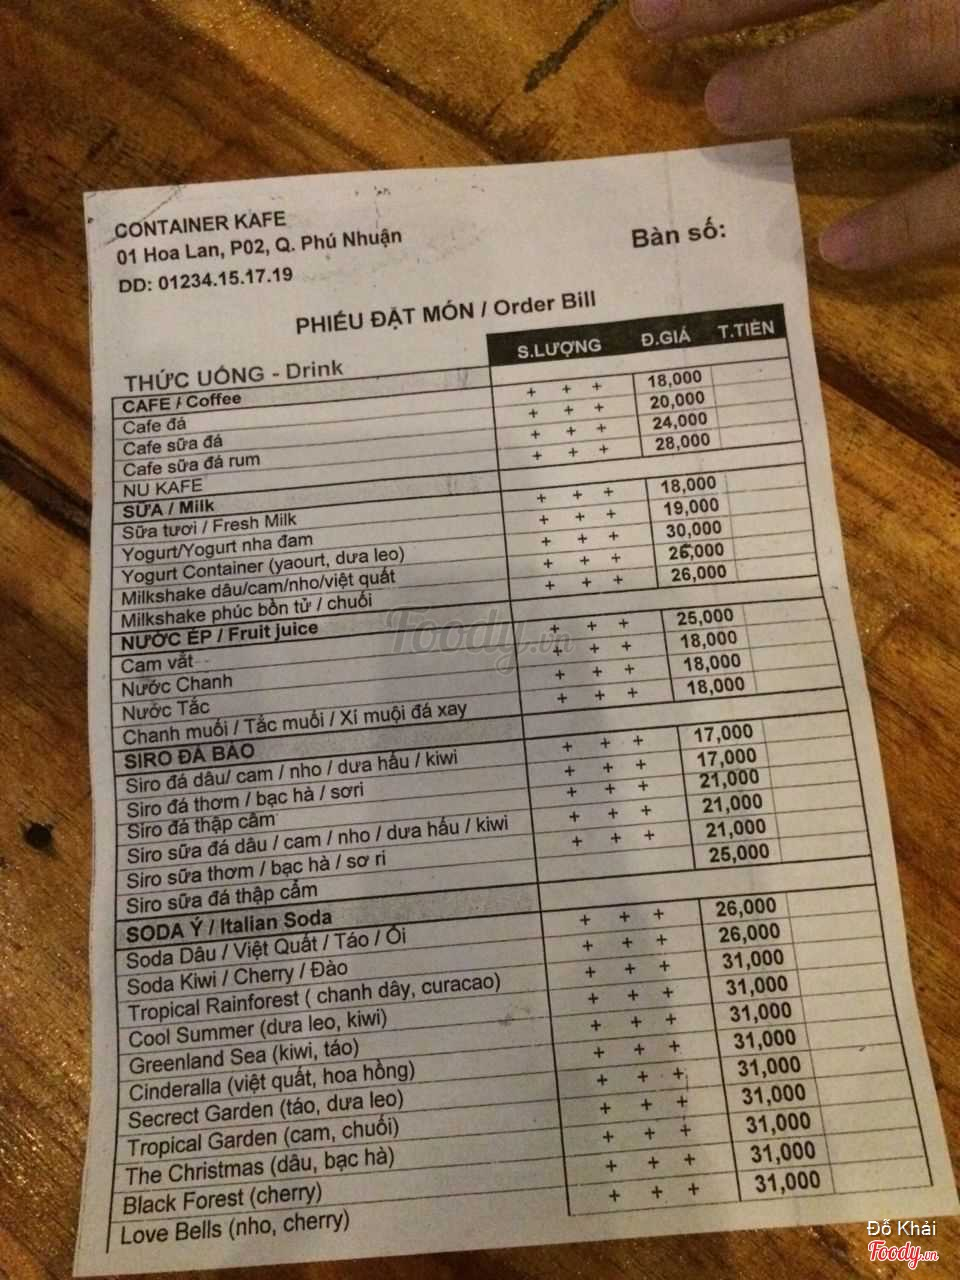 CONTAINER KAFE
01 Hoa Lan, P02, Q. Phú Nhuận
DD: 01234.15.17.19
Bàn số:
PHIẾU ĐẶT MÓN / Order Bill
THỨC UỐNG - Drink S.LƯỢNG Đ.GIÁ T.TIỀN
CAFE / Coffee
Cafe đá + + + 18,000
Cafe sữa đá + + + 20,000
Cafe sữa đá rum + + + 24,000
NU KAFE + + + 28,000
SỮA / Milk
Sữa tươi / Fresh Milk + + + 18,000
Yogurt/Yogurt nha đam + + + 19,000
Yogurt Container (yaourt, dưa leo) + + + 30,000
Milkshake dâu/cam/nho/việt quất + + + 26,000
Milkshake phúc bồn tử / chuối + + + 26,000
NƯỚC ÉP / Fruit juice
Cam vắt + + + 25,000
Nước Chanh + + + 18,000
Nước Tắc + + + 18,000
Chanh muối / Tắc muối / Xí muội đá xay + + + 18,000
SIRO ĐÁ BÀO
Siro đá dâu/ cam / nho / dưa hấu / kiwi + + + 17,000
Siro đá thơm / bạc hà / sơri + + + 17,000
Siro đá thập cẩm + + + 21,000
Siro sữa đá dâu / cam / nho / dưa hấu / kiwi + + + 21,000
Siro sữa thơm / bạc hà / sơ ri + + + 21,000
Siro sữa đá thập cẩm 25,000
SODA Ý / Italian Soda
Soda Dâu / Việt Quất / Táo / Ổi + + + 26,000
Soda Kiwi / Cherry / Đào + + + 26,000
Tropical Rainforest ( chanh dây, curacao) + + + 31,000
Cool Summer (dưa leo, kiwi) + + + 31,000
Greenland Sea (kiwi, táo) + + + 31,000
Cinderalla (việt quất, hoa hồng) + + + 31,000
Secrect Garden (táo, dưa leo) + + + 31,000
Tropical Garden (cam, chuối) + + + 31,000
The Christmas (dâu, bạc hà) + + + 31,000
Black Forest (cherry) + + + 31,000
Love Bells (nho, cherry) + + + 31,000
Foody.vn
Đỗ Khải
Foody.vn